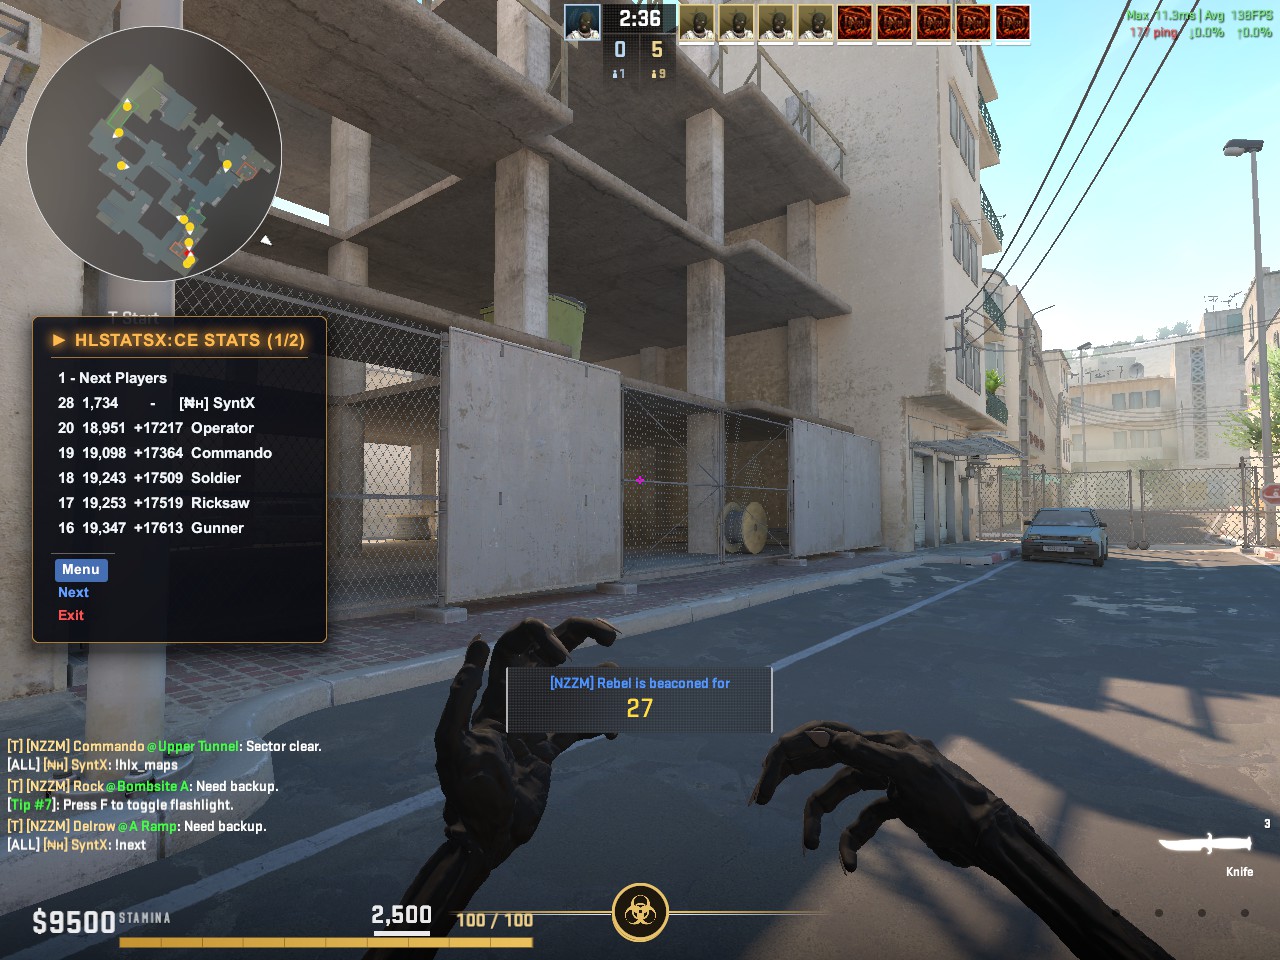 2:36
0 5
1 9
Max 11.3ms | Avg 138FPS
177 ping ↓0.0% ↑0.0%
T Start
► HLSTATSX:CE STATS (1/2)
1 - Next Players
28 1,734 - [₦ʜ] SyntX
20 18,951 +17217 Operator
19 19,098 +17364 Commando
18 19,243 +17509 Soldier
17 19,253 +17519 Ricksaw
16 19,347 +17613 Gunner
Menu
Next
Exit
[NZZM] Rebel is beaconed for
27
[T] [NZZM] Commando @ Upper Tunnel: Sector clear.
[ALL] [₦ʜ] SyntX: !hlx_maps
[T] [NZZM] Rock @ Bombsite A: Need backup.
[Tip #7]: Press F to toggle flashlight.
[T] [NZZM] Delrow @ A Ramp: Need backup.
[ALL] [₦ʜ] SyntX: !next
3
Knife
$9500 STAMINA 2,500 100 / 100